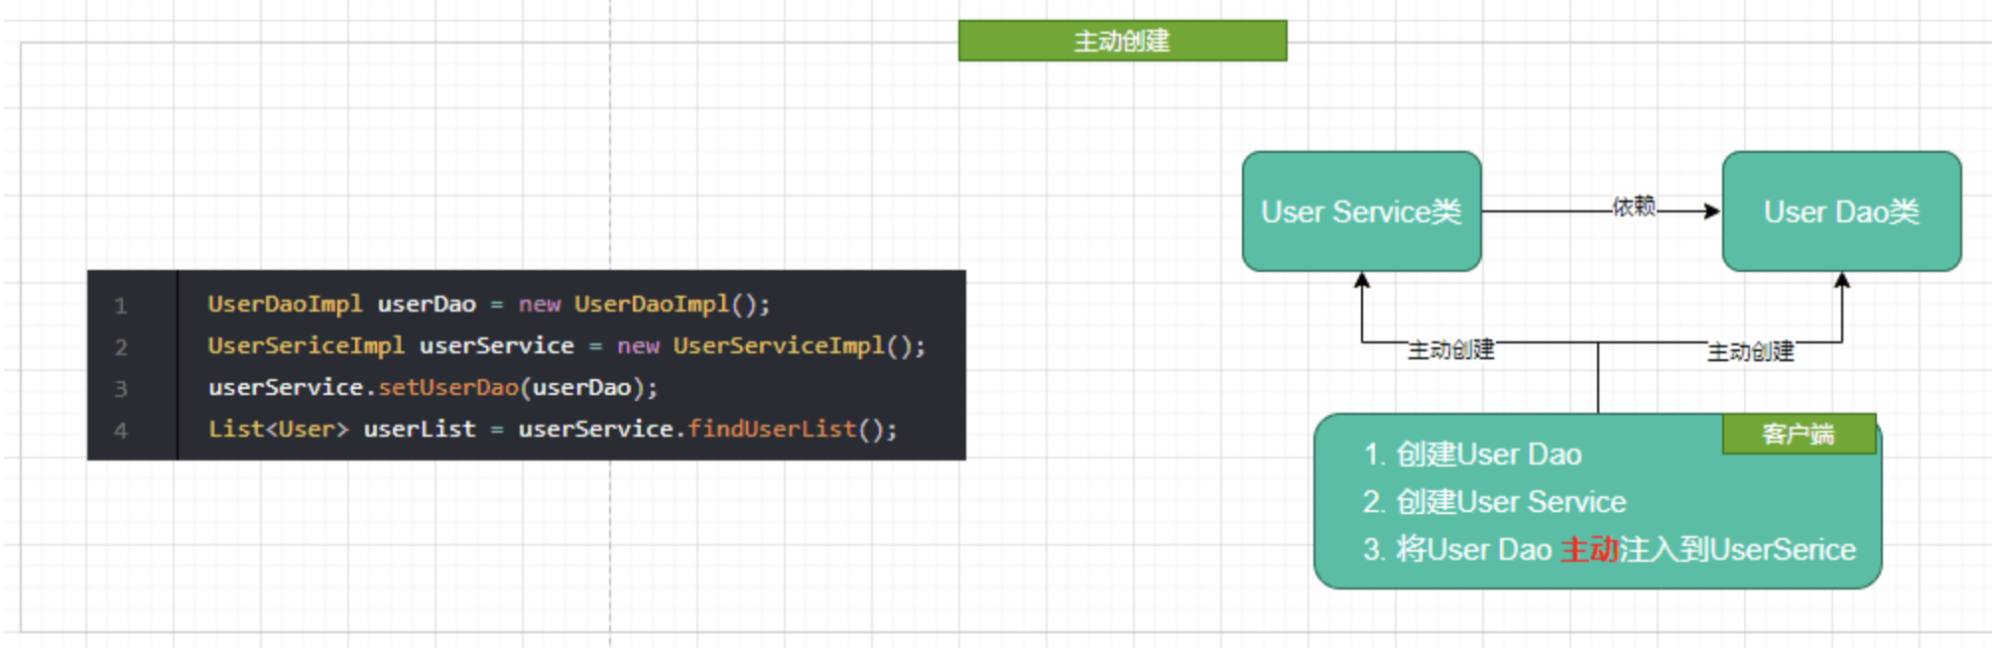 主动创建
User Service类
依赖
User Dao类
1 UserDaoImpl userDao = new UserDaoImpl();
2 UserSericeImpl userService = new UserServiceImpl();
3 userService.setUserDao(userDao);
4 List<User> userList = userService.findUserList();
主动创建
主动创建
客户端
1. 创建User Dao
2. 创建User Service
3. 将User Dao 主动注入到UserSerice